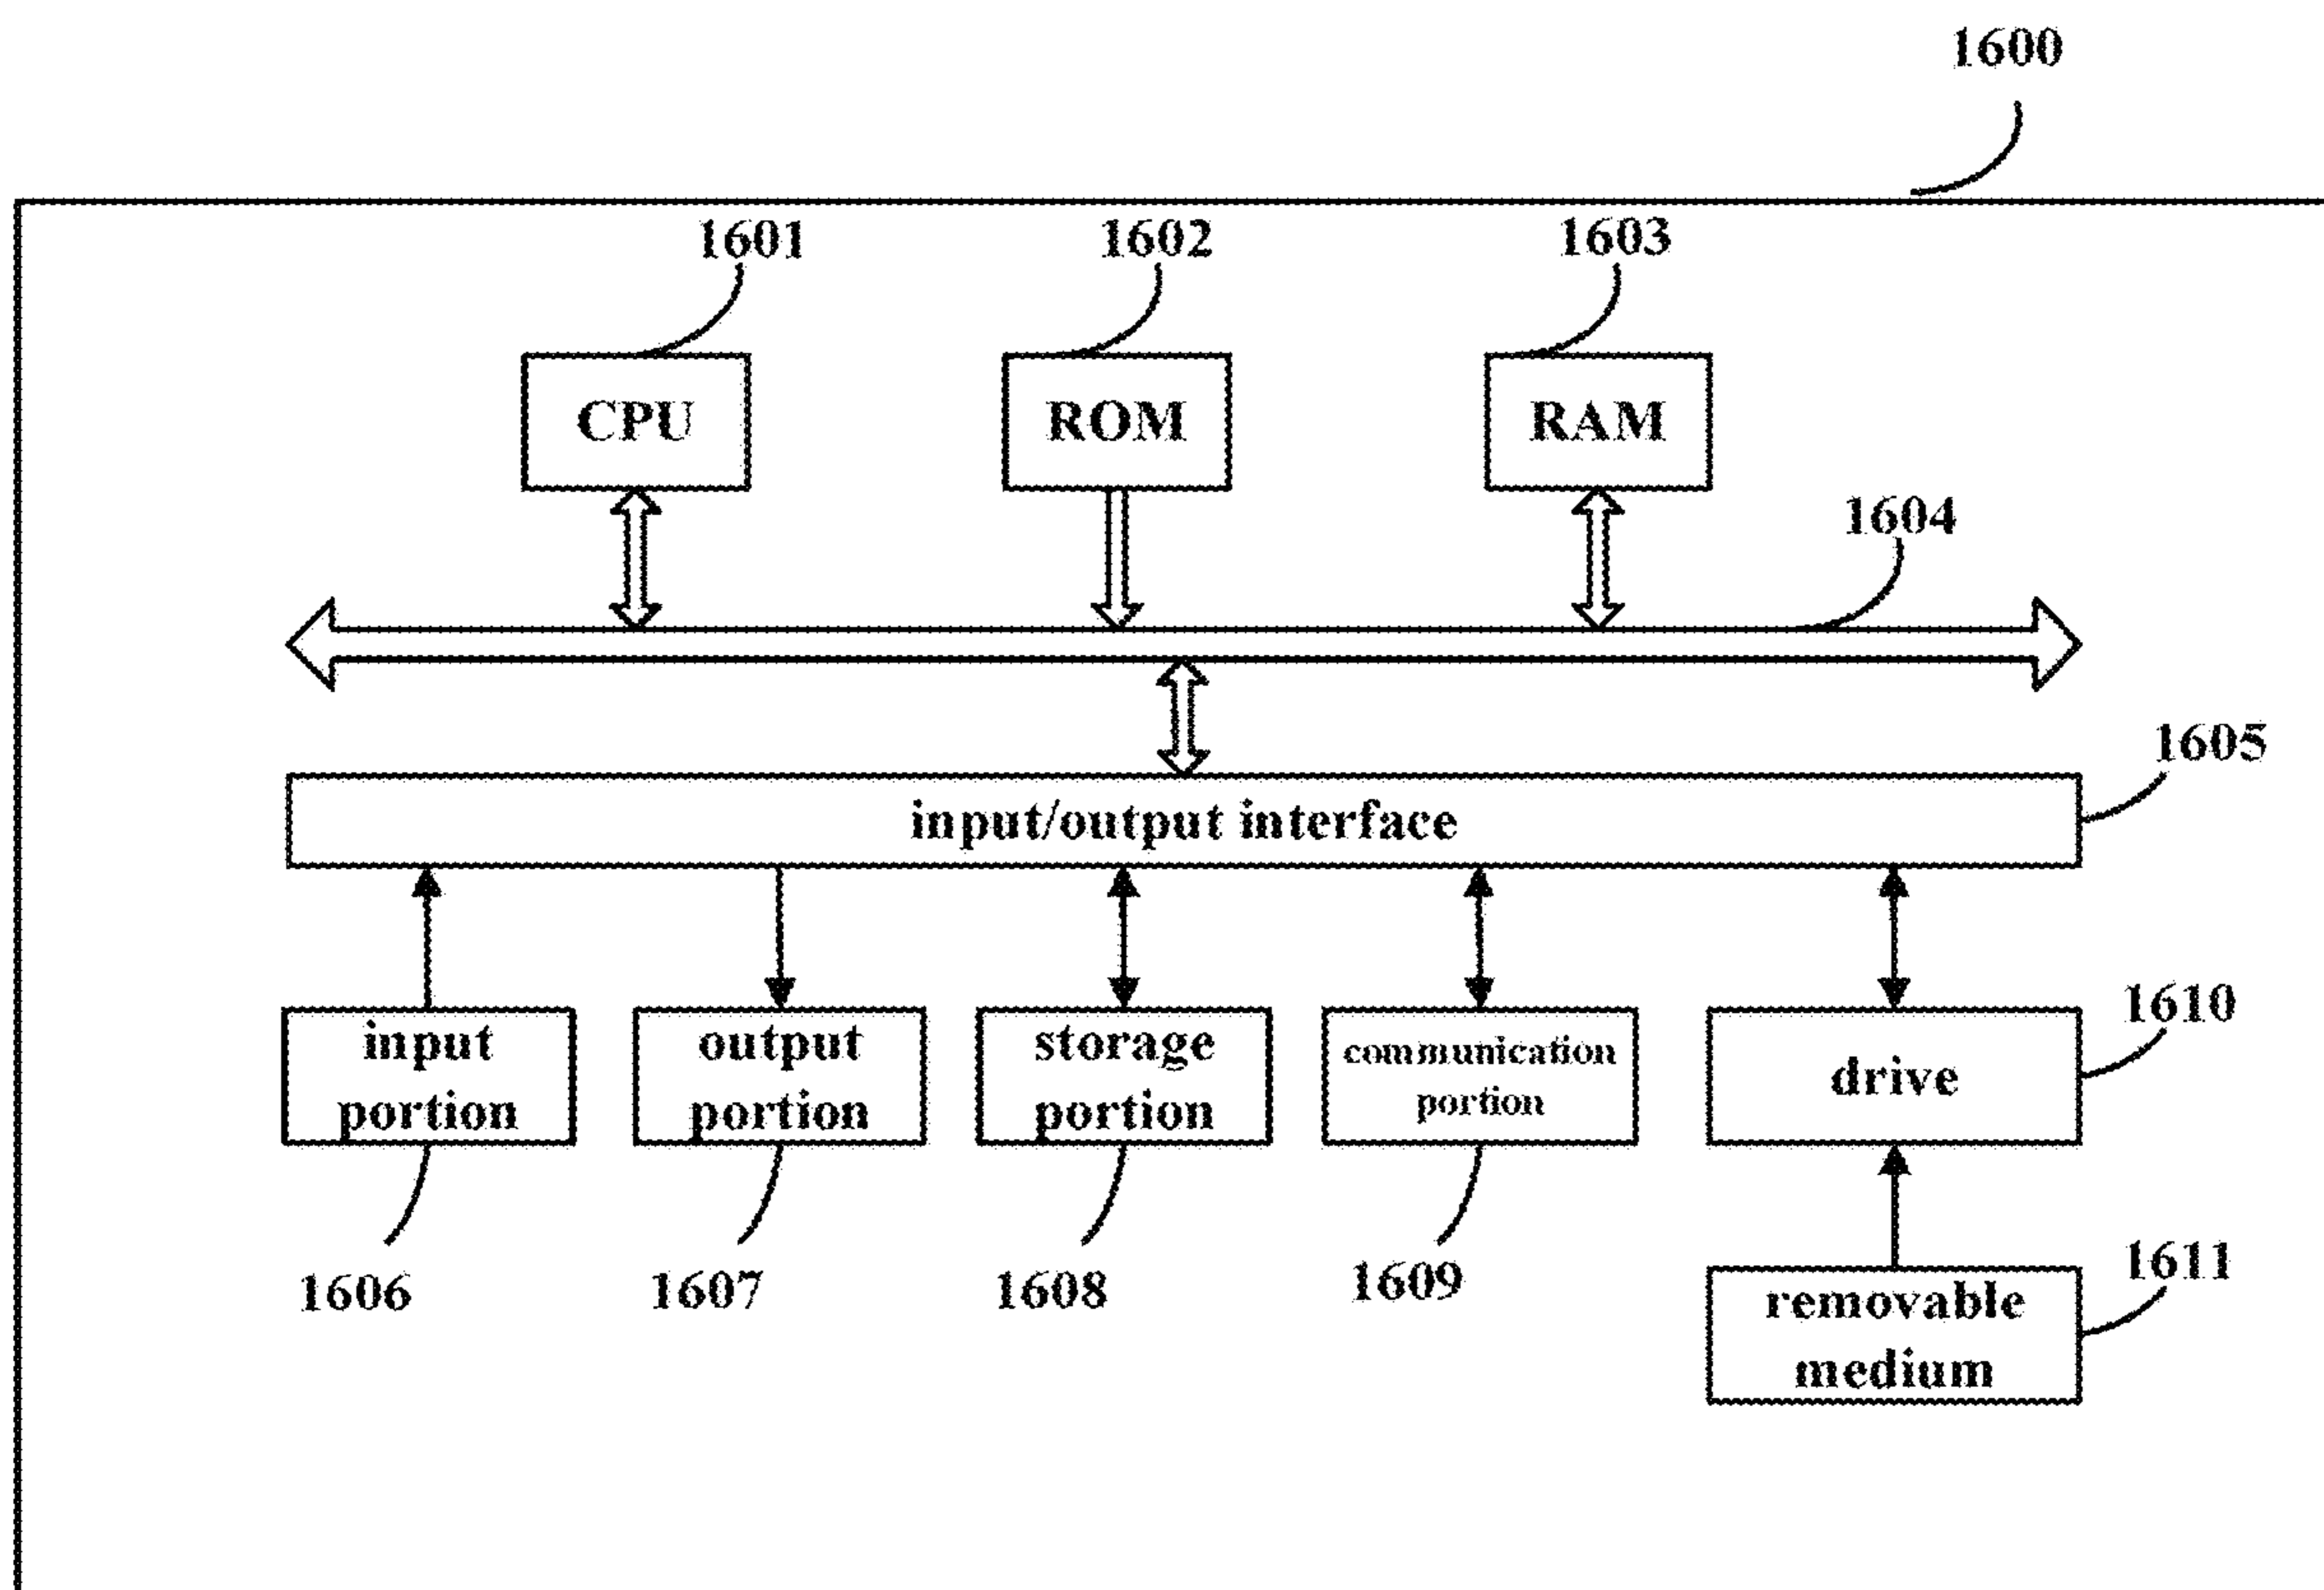 1600
1601
1602
1603
CPU
ROM
RAM
1604
1605
input/output interface
input
portion
output
portion
storage
portion
communication
portion
drive
1610
1606
1607
1608
1609
removable
medium
1611